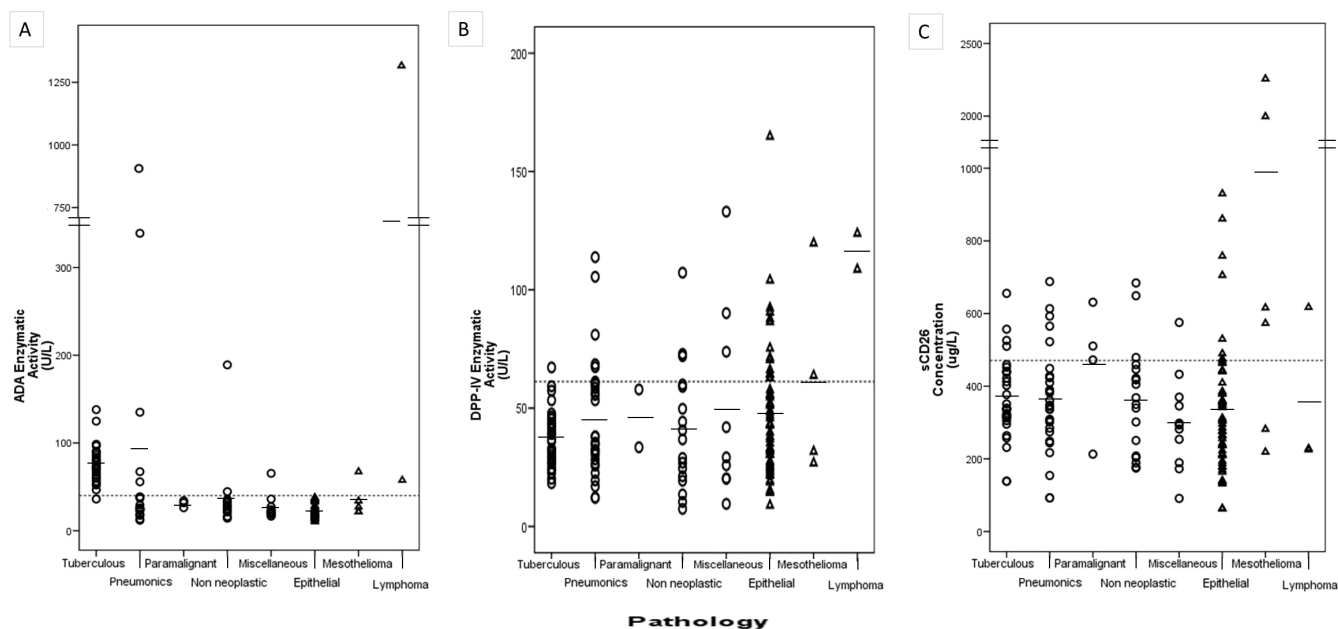 A
ADA Enzymatic
Activity
(U/L)
1250
1000
750
300
200
100
0
Tuberculous
Pneumonics
Paramalignant
Non neoplastic
Miscellaneous
Epithelial
Mesothelioma
Lymphoma
B
DPP-IV Enzymatic
Activity
(U/L)
200
150
100
50
0
Tuberculous
Pneumonics
Paramalignant
Non neoplastic
Miscellaneous
Epithelial
Mesothelioma
Lymphoma
C
sCD26
Concentration
(ug/L)
2500
2000
1000
800
600
400
200
0
Tuberculous
Pneumonics
Paramalignant
Non neoplastic
Miscellaneous
Epithelial
Mesothelioma
Lymphoma
Pathology